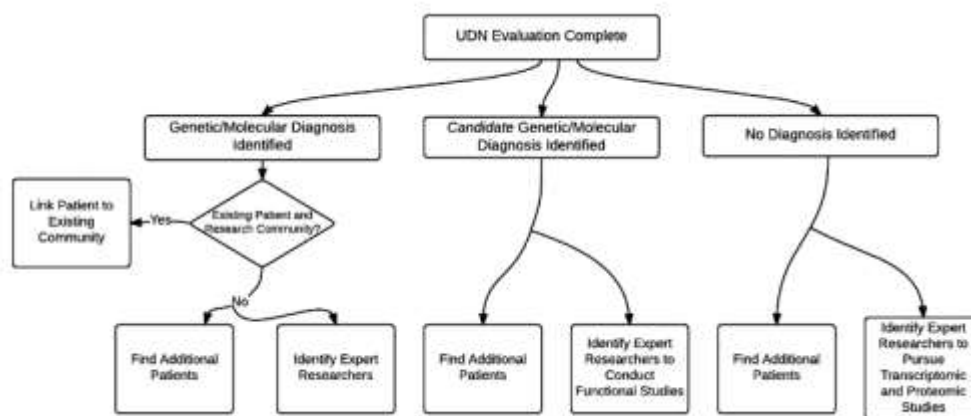 UDN Evaluation Complete
Genetic/Molecular Diagnosis
Identified
Candidate Genetic/Molecular
Diagnosis Identified
No Diagnosis Identified
Link Patient to
Existing
Community
Yes
Existing Patient and
Research Community?
No
Find Additional
Patients
Identify Expert
Researchers
Find Additional
Patients
Identify Expert
Researchers to
Conduct
Functional Studies
Find Additional
Patients
Identify Expert
Researchers to
Pursue
Transcriptomic
and Proteomic
Studies